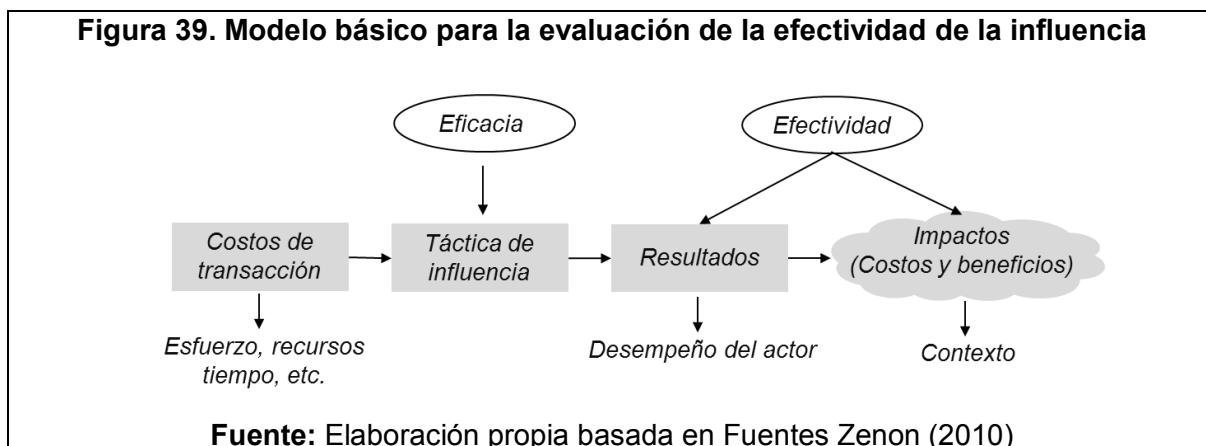 Figura 39. Modelo básico para la evaluación de la efectividad de la influencia
Eficacia
Efectividad
Costos de
transacción
Táctica de
influencia
Resultados
Impactos
(Costos y beneficios)
Esfuerzo, recursos
tiempo, etc.
Desempeño del actor
Contexto
Fuente: Elaboración propia basada en Fuentes Zenon (2010)